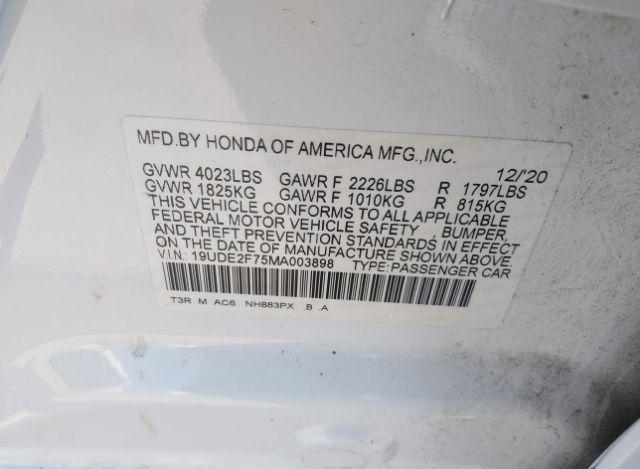 MFD.BY HONDA OF AMERICA MFG.,INC. 12/'20
GVWR 4023LBS GAWR F 2226LBS R 1797LBS
GVWR 1825KG GAWR F 1010KG R 815KG
THIS VEHICLE CONFORMS TO ALL APPLICABLE
FEDERAL MOTOR VEHICLE SAFETY , BUMPER,
AND THEFT PREVENTION STANDARDS IN EFFECT
ON THE DATE OF MANUFACTURE SHOWN ABOVE.
V.I.N.: 19UDE2F75MA003898 TYPE:PASSENGER CAR
T3R M AC6 NH883PX .B .A